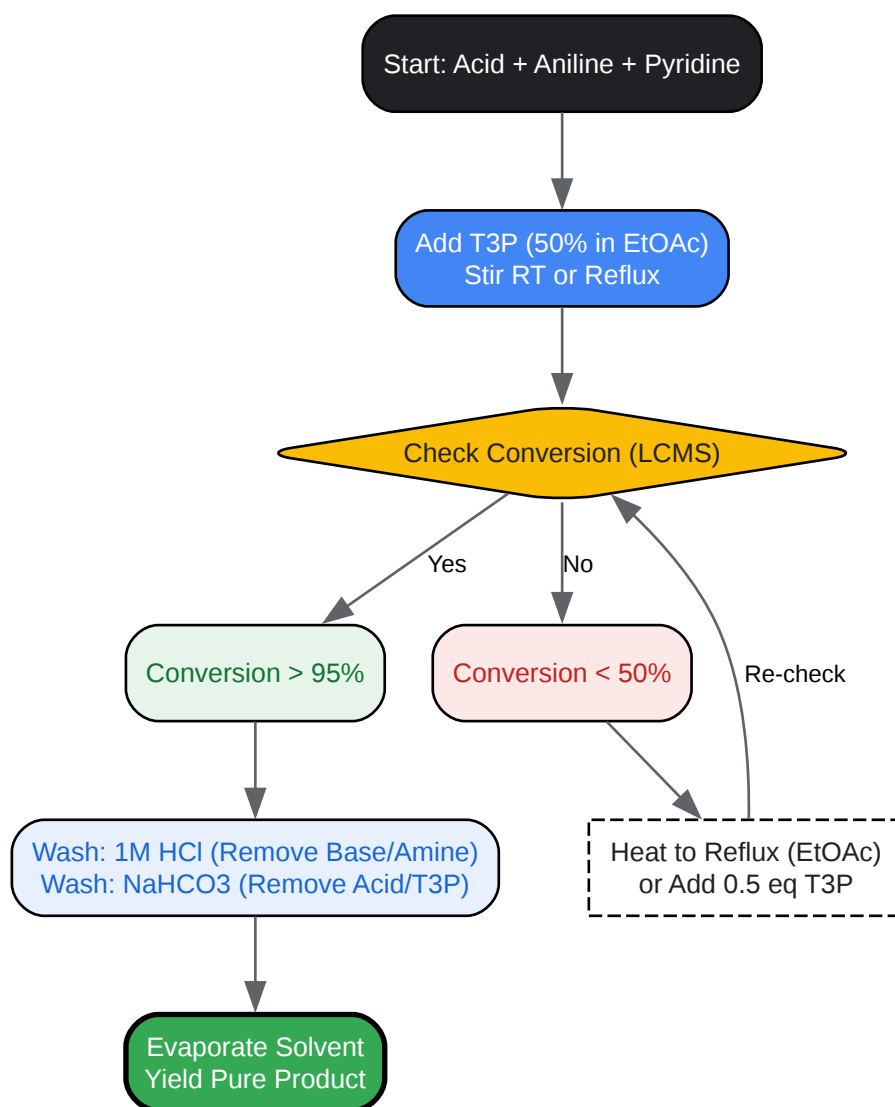 Start: Acid + Aniline + Pyridine
Add T3P (50% in EtOAc)
Stir RT or Reflux
Check Conversion (LCMS)
Yes
No
Conversion > 95%
Conversion < 50%
Re-check
Wash: 1M HCl (Remove Base/Amine)
Wash: NaHCO3 (Remove Acid/T3P)
Heat to Reflux (EtOAc)
or Add 0.5 eq T3P
Evaporate Solvent
Yield Pure Product